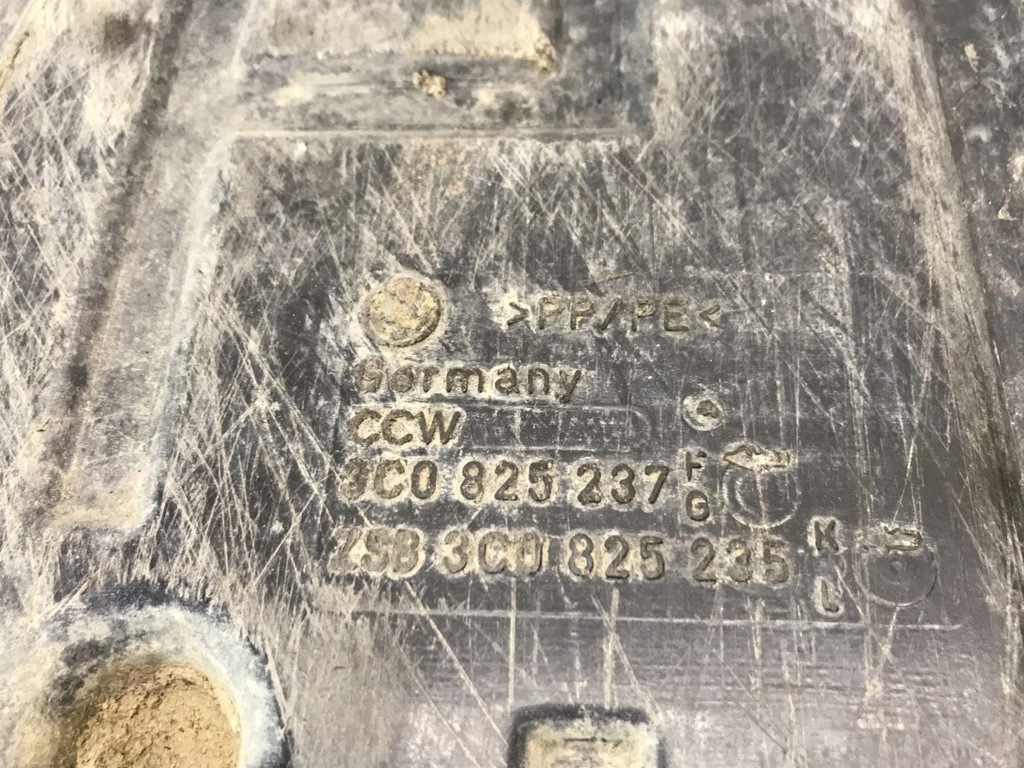 >PP/PE<
Germany
CCW
3C0 825 237 F
G
ZSB 3C0 825 235 K
L